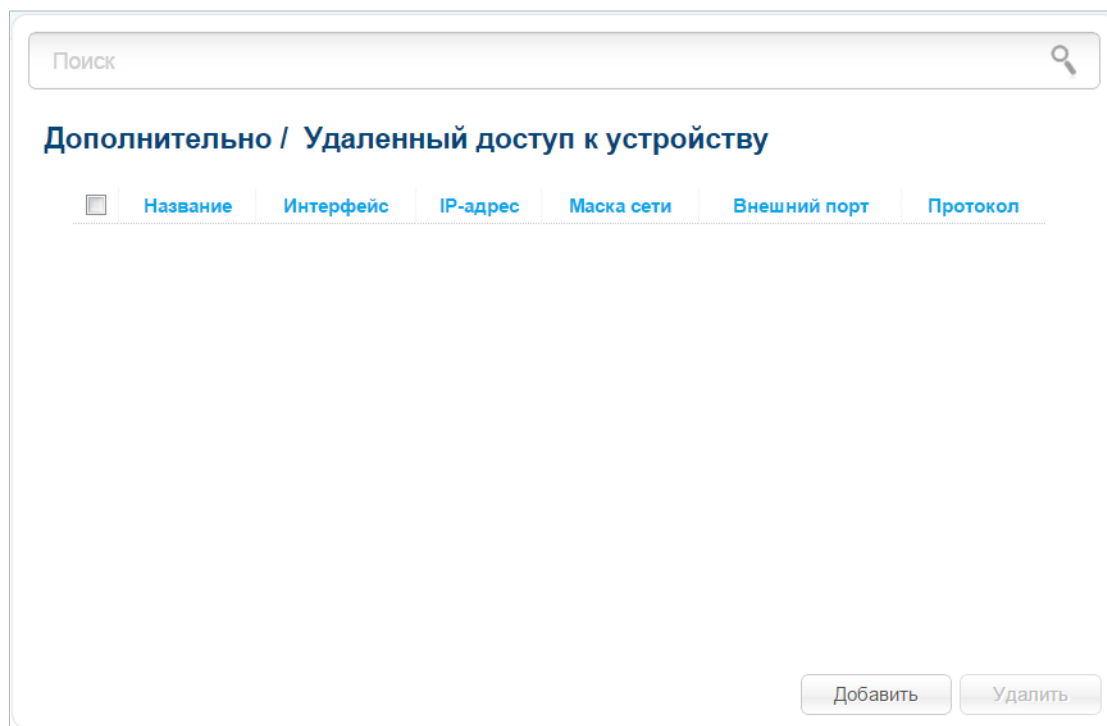 Поиск
Дополнительно / Удаленный доступ к устройству
Название Интерфейс IP-адрес Маска сети Внешний порт Протокол
Добавить Удалить